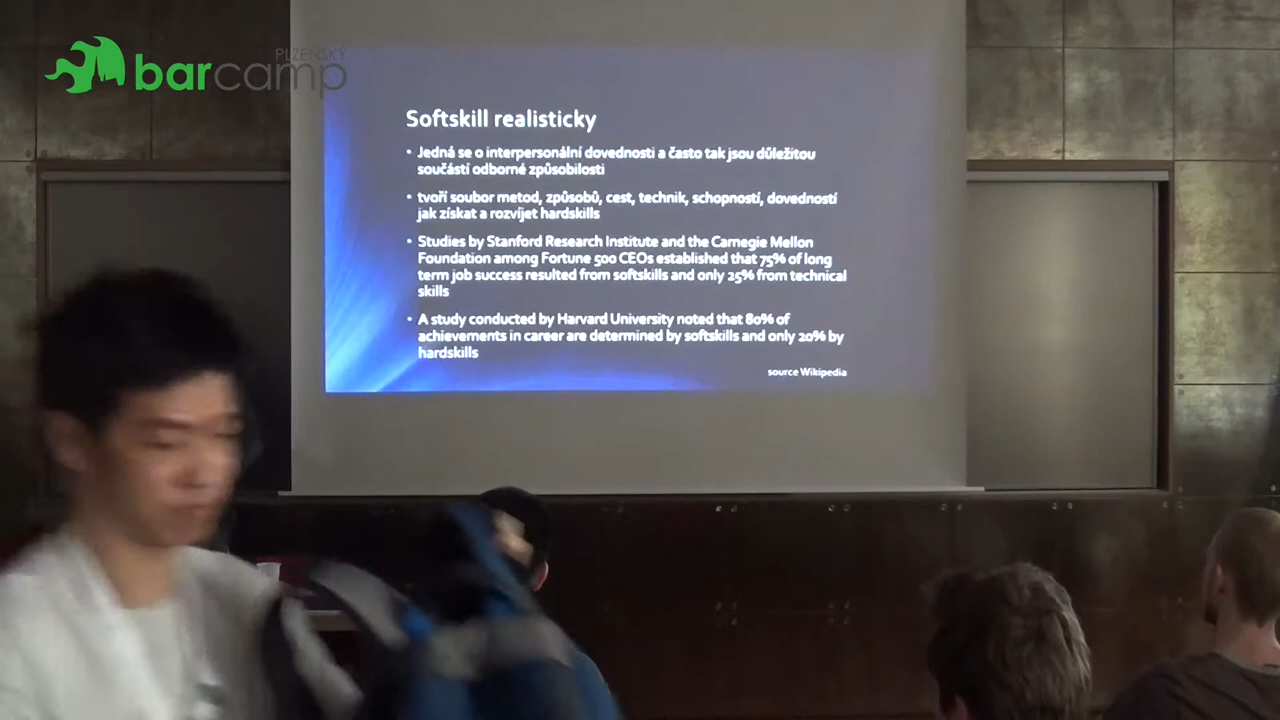 PLZEŇSKÝ
barcamp
Softskill realisticky
• Jedná se o interpersonální dovednosti a často tak jsou důležitou
součástí odborné způsobilosti
• tvoří soubor metod, způsobů, cest, technik, schopností, dovedností
jak získat a rozvíjet hardskills
• Studies by Stanford Research Institute and the Carnegie Mellon
Foundation among Fortune 500 CEOs established that 75% of long
term job success resulted from softskills and only 25% from technical
skills
• A study conducted by Harvard University noted that 80% of
achievements in career are determined by softskills and only 20% by
hardskills
source Wikipedia